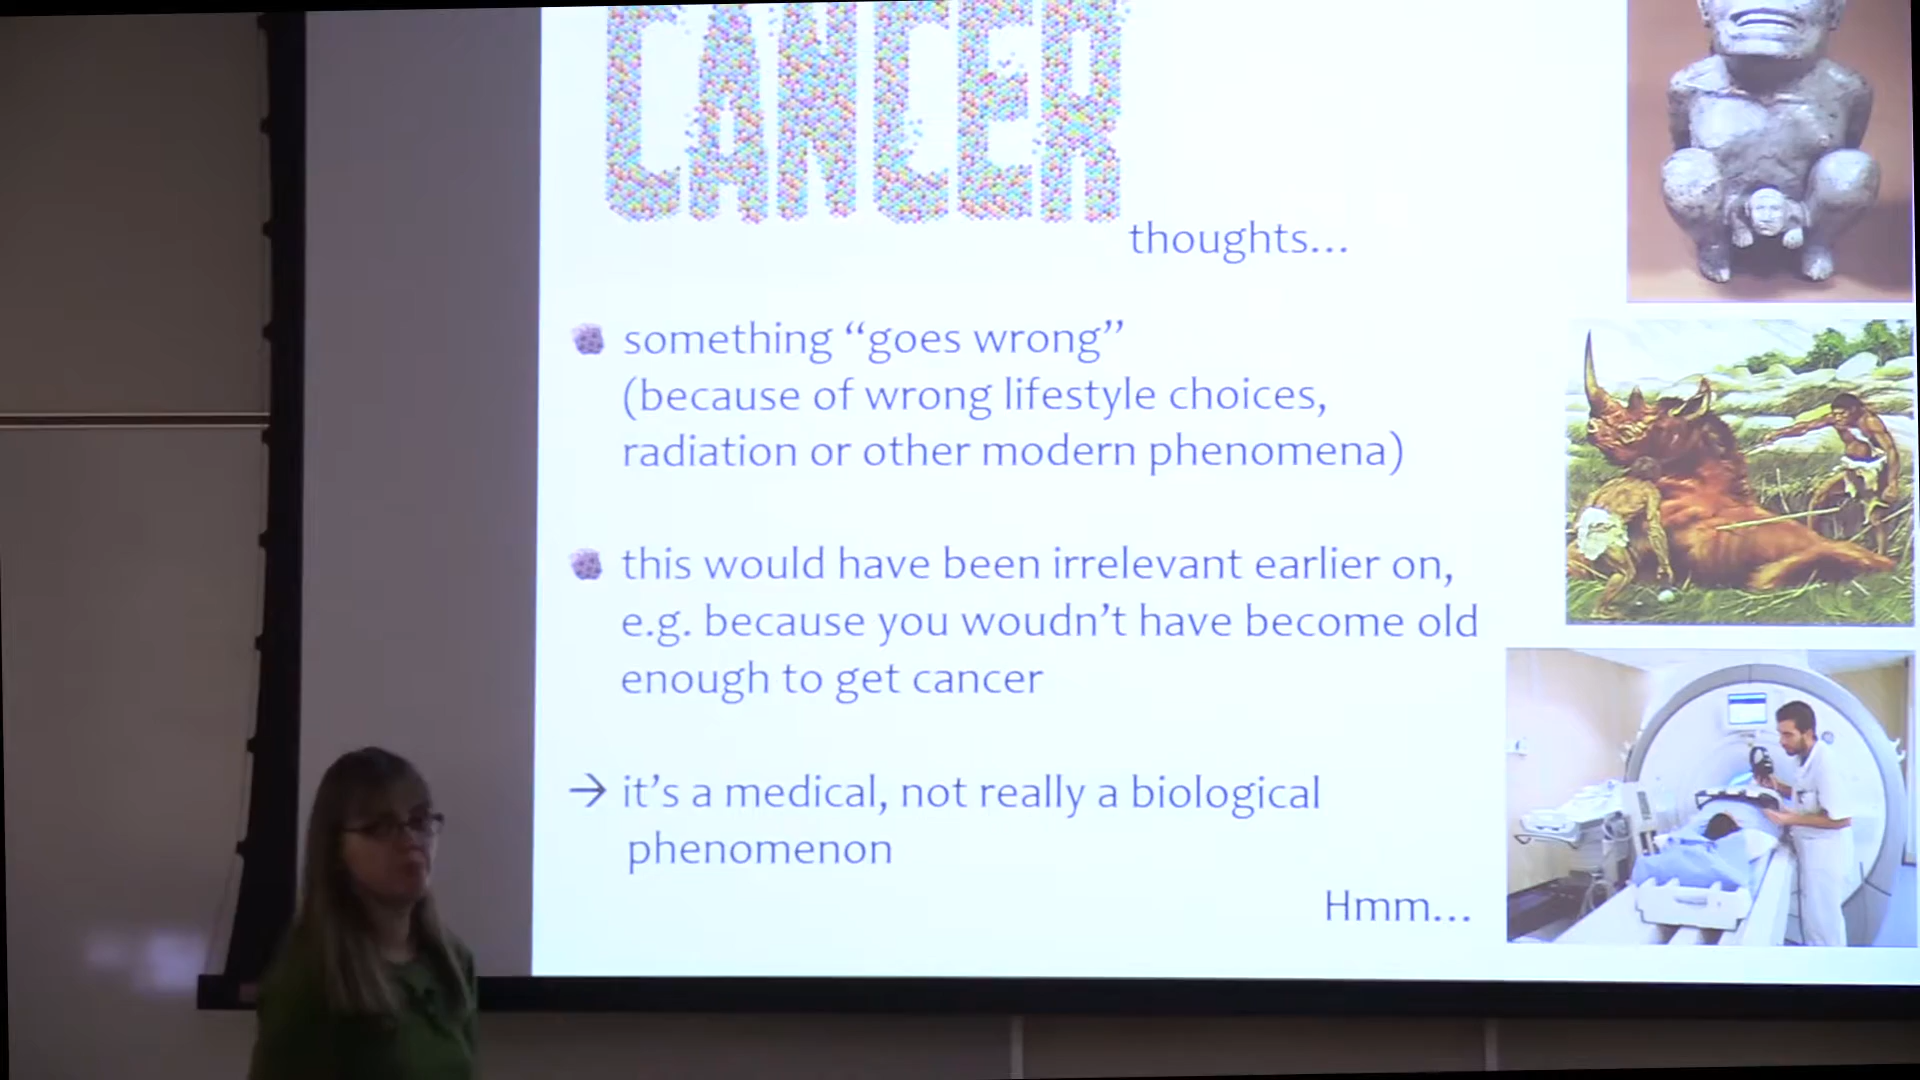 CANCER
thoughts...
something “goes wrong”
(because of wrong lifestyle choices,
radiation or other modern phenomena)
this would have been irrelevant earlier on,
e.g. because you woudn’t have become old
enough to get cancer
→ it’s a medical, not really a biological
phenomenon
Hmm...